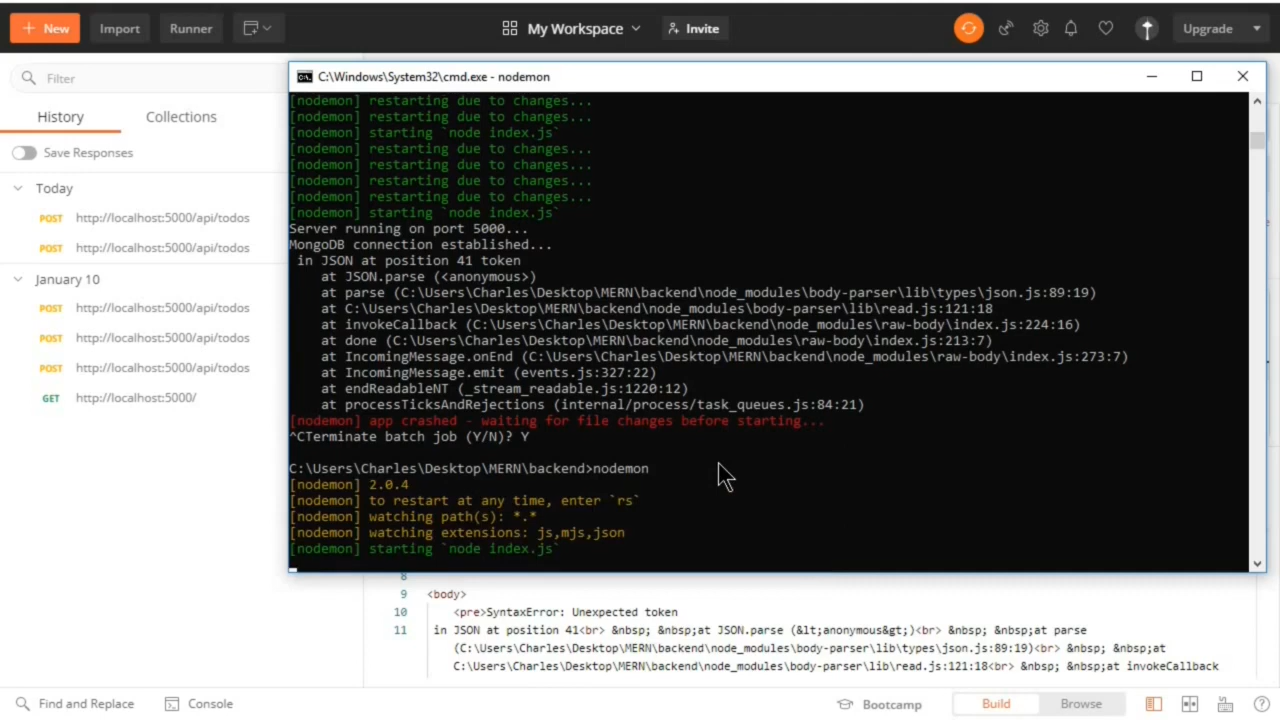 New
Import
Runner
My Workspace
Invite
Upgrade
Filter
History
Collections
Save Responses
Today
POST http://localhost:5000/api/todos
POST http://localhost:5000/api/todos
January 10
POST http://localhost:5000/api/todos
POST http://localhost:5000/api/todos
POST http://localhost:5000/api/todos
GET http://localhost:5000/
C:\Windows\System32\cmd.exe - nodemon
[nodemon] restarting due to changes...
[nodemon] restarting due to changes...
[nodemon] starting `node index.js`
[nodemon] restarting due to changes...
[nodemon] restarting due to changes...
[nodemon] restarting due to changes...
[nodemon] restarting due to changes...
[nodemon] starting `node index.js`
Server running on port 5000...
MongoDB connection established...
in JSON at position 41 token
at JSON.parse (<anonymous>)
at parse (C:\Users\Charles\Desktop\MERN\backend\node_modules\body-parser\lib\types\json.js:89:19)
at C:\Users\Charles\Desktop\MERN\backend\node_modules\body-parser\lib\read.js:121:18
at invokeCallback (C:\Users\Charles\Desktop\MERN\backend\node_modules\raw-body\index.js:224:16)
at done (C:\Users\Charles\Desktop\MERN\backend\node_modules\raw-body\index.js:213:7)
at IncomingMessage.onEnd (C:\Users\Charles\Desktop\MERN\backend\node_modules\raw-body\index.js:273:7)
at IncomingMessage.emit (events.js:327:22)
at endReadableNT (_stream_readable.js:1220:12)
at processTicksAndRejections (internal/process/task_queues.js:84:21)
[nodemon] app crashed - waiting for file changes before starting...
^CTerminate batch job (Y/N)? Y
C:\Users\Charles\Desktop\MERN\backend>nodemon
[nodemon] 2.0.4
[nodemon] to restart at any time, enter `rs`
[nodemon] watching path(s): *.*
[nodemon] watching extensions: js,mjs,json
[nodemon] starting `node index.js`
8
9 <body>
10 <pre>SyntaxError: Unexpected token
11 in JSON at position 41<br> &nbsp; &nbsp;at JSON.parse (&lt;anonymous&gt;)<br> &nbsp; &nbsp;at parse
(C:\Users\Charles\Desktop\MERN\backend\node_modules\body-parser\lib\types\json.js:89:19)<br> &nbsp; &nbsp;at
C:\Users\Charles\Desktop\MERN\backend\node_modules\body-parser\lib\read.js:121:18<br> &nbsp; &nbsp;at invokeCallback
Find and Replace
Console
Bootcamp
Build
Browse